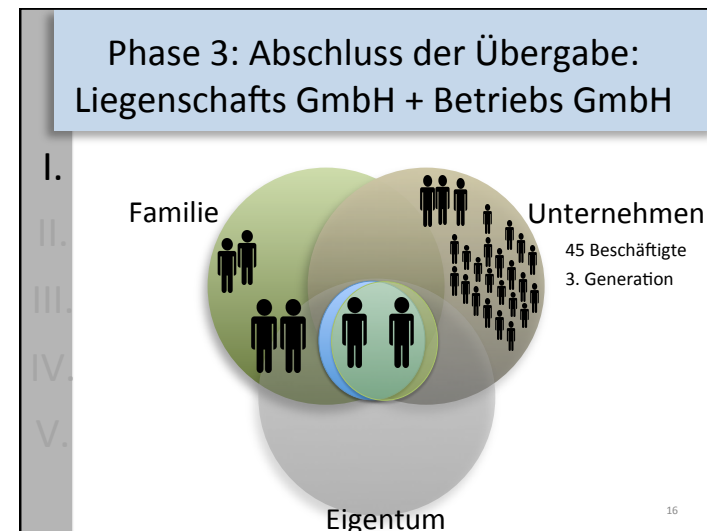 Phase 3: Abschluss der Übergabe:
Liegenschafts GmbH + Betriebs GmbH
I.
II.
III.
IV.
V.
Familie
Unternehmen
45 Beschäftigte
3. Generation
Eigentum
16